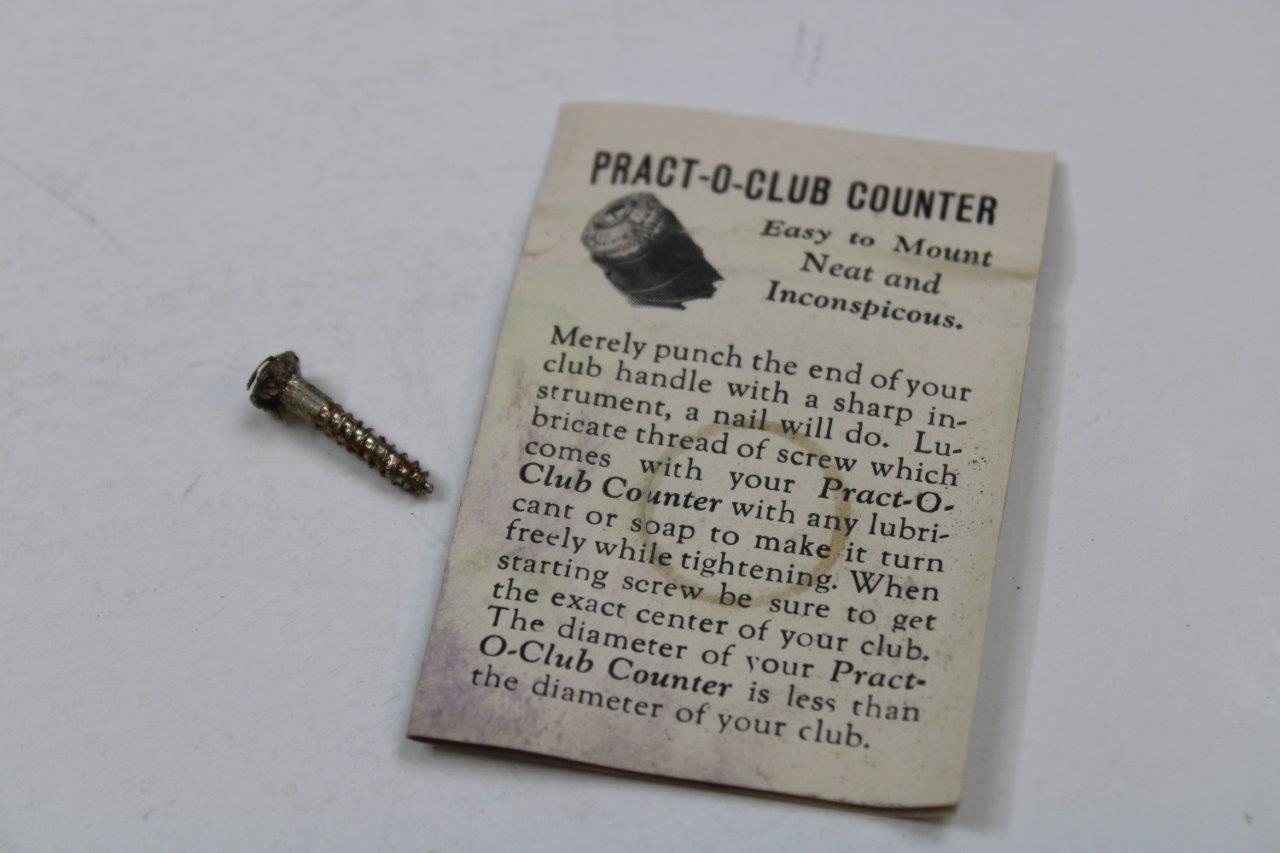 PRACT-O-CLUB COUNTER
Easy to Mount
Neat and
Inconspicous.
Merely punch the end of your
club handle with a sharp in-
strument, a nail will do. Lu-
bricate thread of screw which
comes with your Pract-O-
Club Counter with any lubri-
cant or soap to make it turn
freely while tightening. When
starting screw be sure to get
the exact center of your club.
The diameter of your Pract-
O-Club Counter is less than
the diameter of your club.